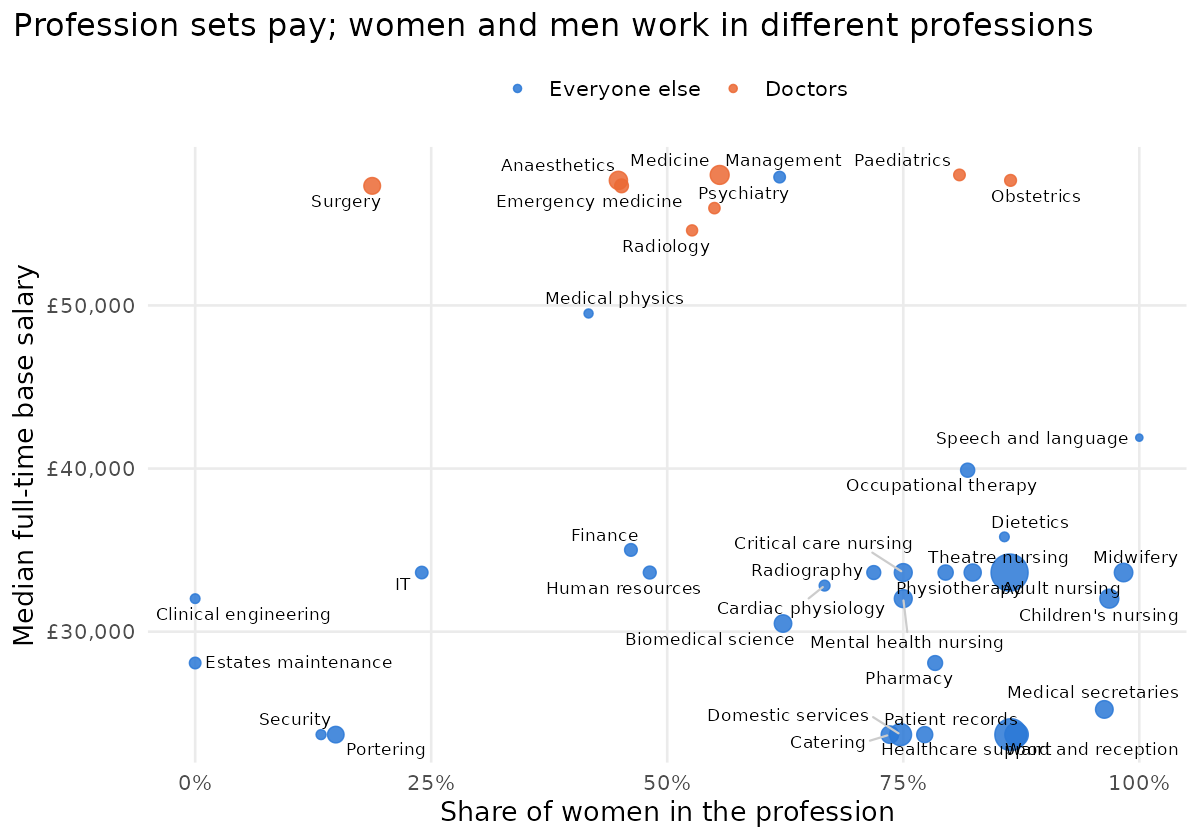 Profession sets pay; women and men work in different professions
Everyone else
Doctors
Medicine
Management
Paediatrics
Anaesthetics
Psychiatry
Obstetrics
Surgery
Emergency medicine
Radiology
Medical physics
£50,000
Speech and language
£40,000
Occupational therapy
Dietetics
Finance
Critical care nursing
Theatre nursing
Midwifery
Radiography
IT
Human resources
Physiotherapy
Adult nursing
Cardiac physiology
Clinical engineering
Children's nursing
£30,000
Biomedical science
Mental health nursing
Estates maintenance
Pharmacy
Medical secretaries
Security
Domestic services
Patient records
Catering
Portering
Healthcare support
Ward and reception
0%
25%
50%
75%
100%
Share of women in the profession
Median full-time base salary